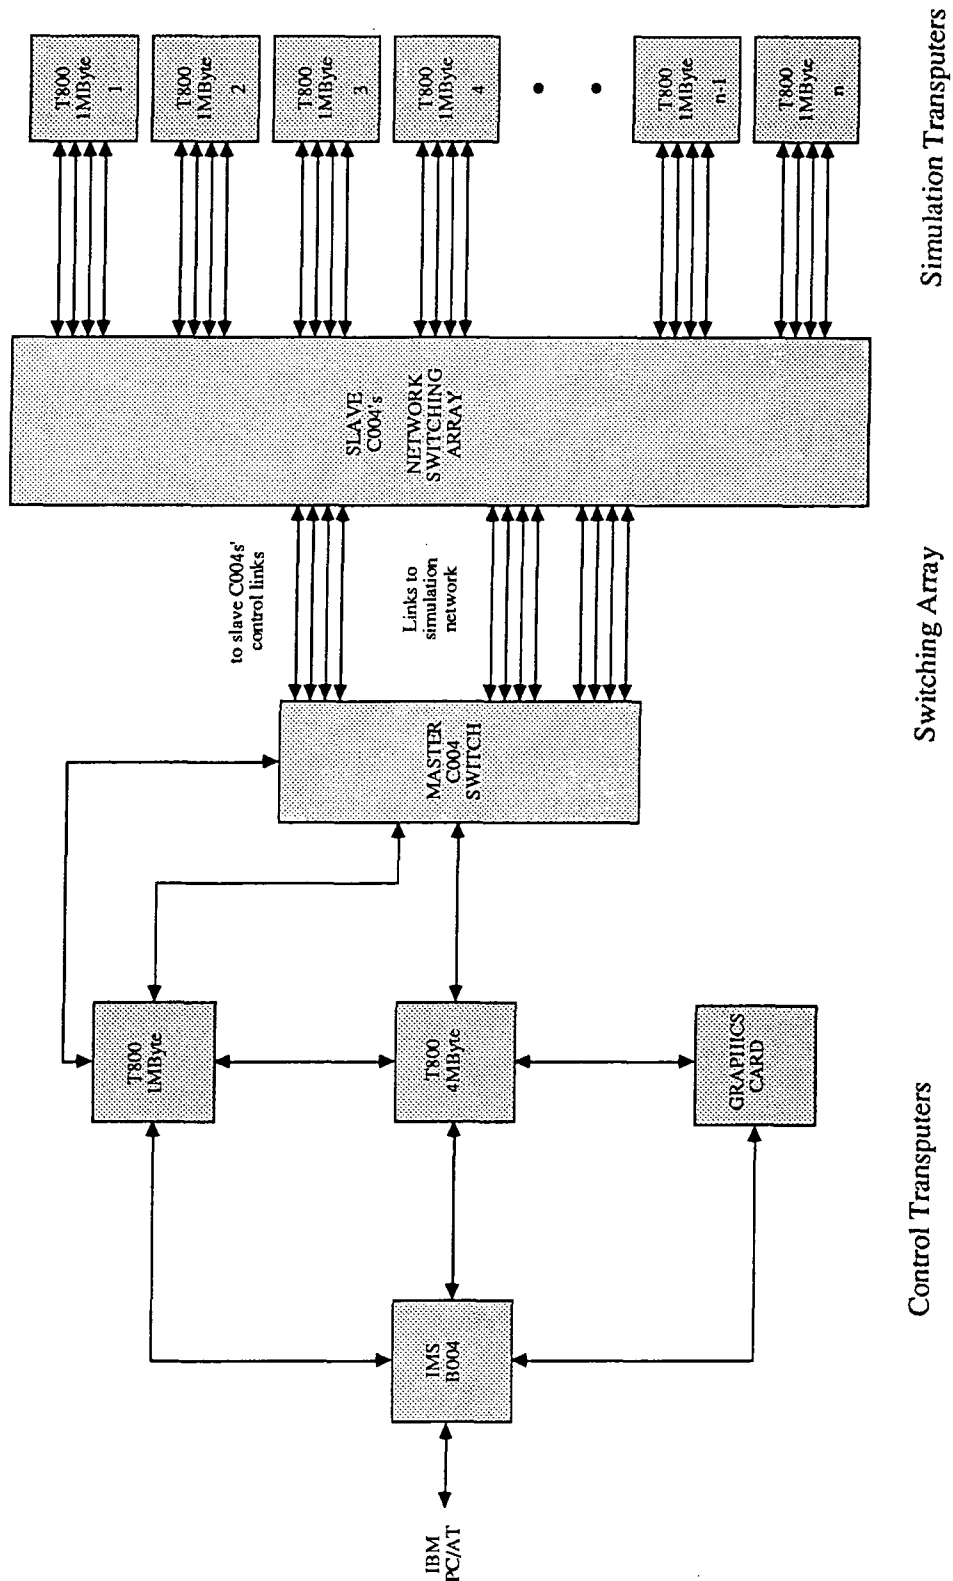 T800
1MByte
1
T800
1MByte
2
T800
1MByte
3
T800
1MByte
4
T800
1MByte
n-1
T800
1MByte
n
Simulation Transputers
SLAVE
C004's
NETWORK
SWITCHING
ARRAY
to slave C004s'
control links
Links to
simulation
network
MASTER
C004
SWITCH
Switching Array
T800
1MByte
T800
4MByte
GRAPHICS
CARD
IMS
B004
Control Transputers
IBM
PC/AT